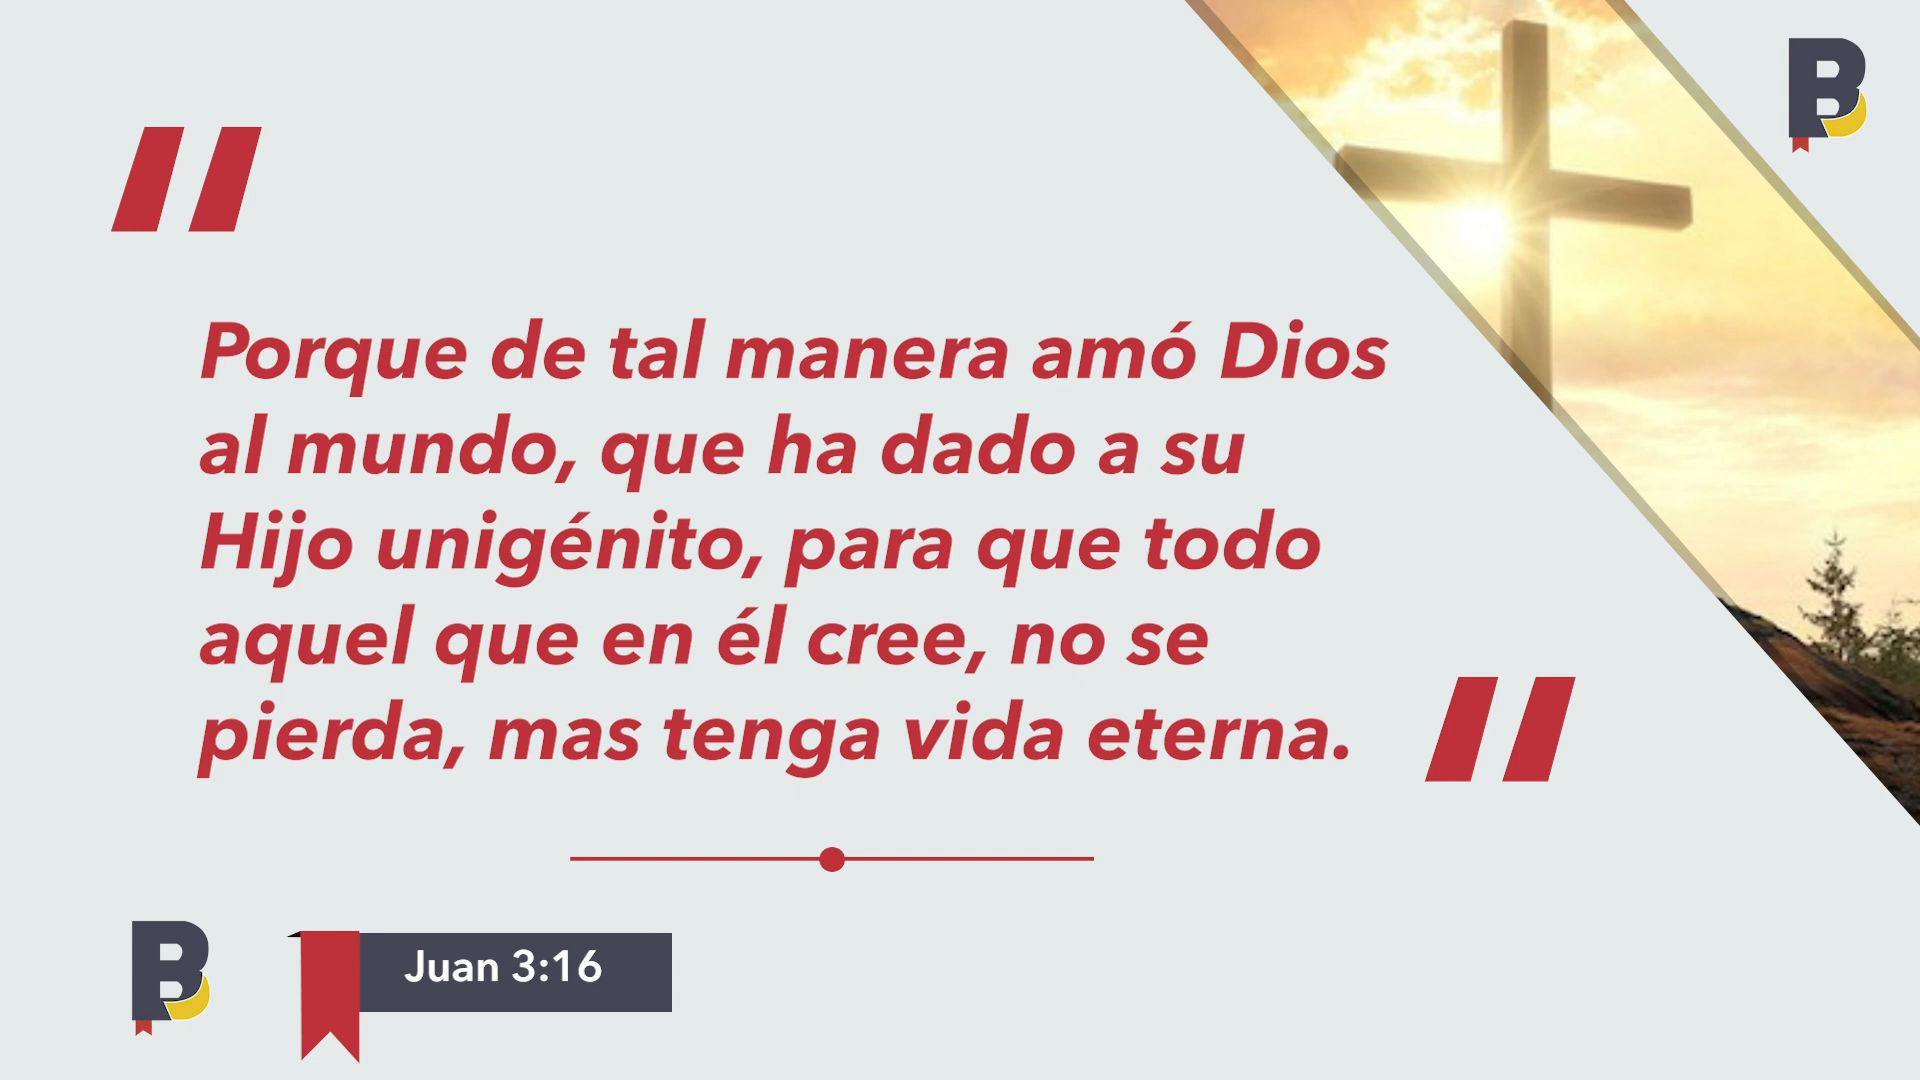 Porque de tal manera amó Dios
al mundo, que ha dado a su
Hijo unigénito, para que todo
aquel que en él cree, no se
pierda, mas tenga vida eterna.
Juan 3:16